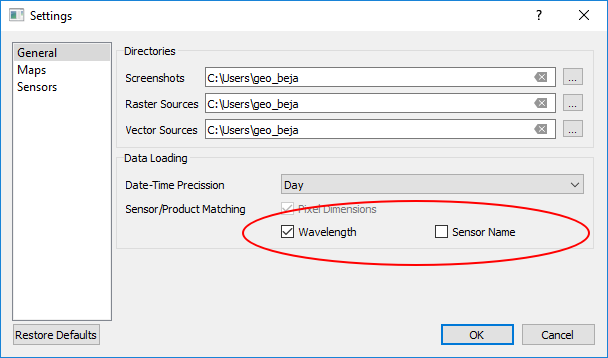 Settings
?
General
Maps
Sensors
Directories
Screenshots C:\Users\geo_beja ...
Raster Sources C:\Users\geo_beja ...
Vector Sources C:\Users\geo_beja ...
Data Loading
Date-Time Precission Day
Sensor/Product Matching Pixel Dimensions
Wavelength Sensor Name
Restore Defaults OK Cancel